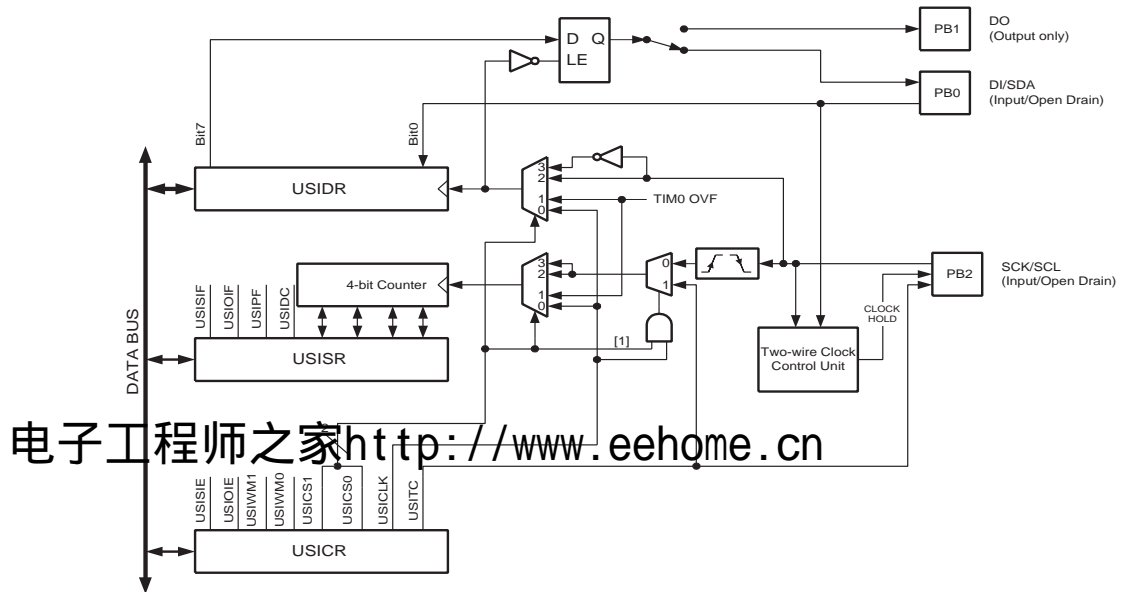 PB1
DO
(Output only)
D Q
LE
PB0
DI/SDA
(Input/Open Drain)
Bit7
Bit0
USIDR
3
2
1
0
TIM0 OVF
DATA BUS
USISIF
USIOIF
USIPF
USIDC
4-bit Counter
3
2
1
0
0
1
[1]
PB2
SCK/SCL
(Input/Open Drain)
CLOCK
HOLD
Two-wire Clock
Control Unit
USISR
电子工程师之家http://www.eehome.cn
2
USISIE
USIOIE
USIWM1
USIWM0
USICS1
USICS0
USICLK
USITC
USICR